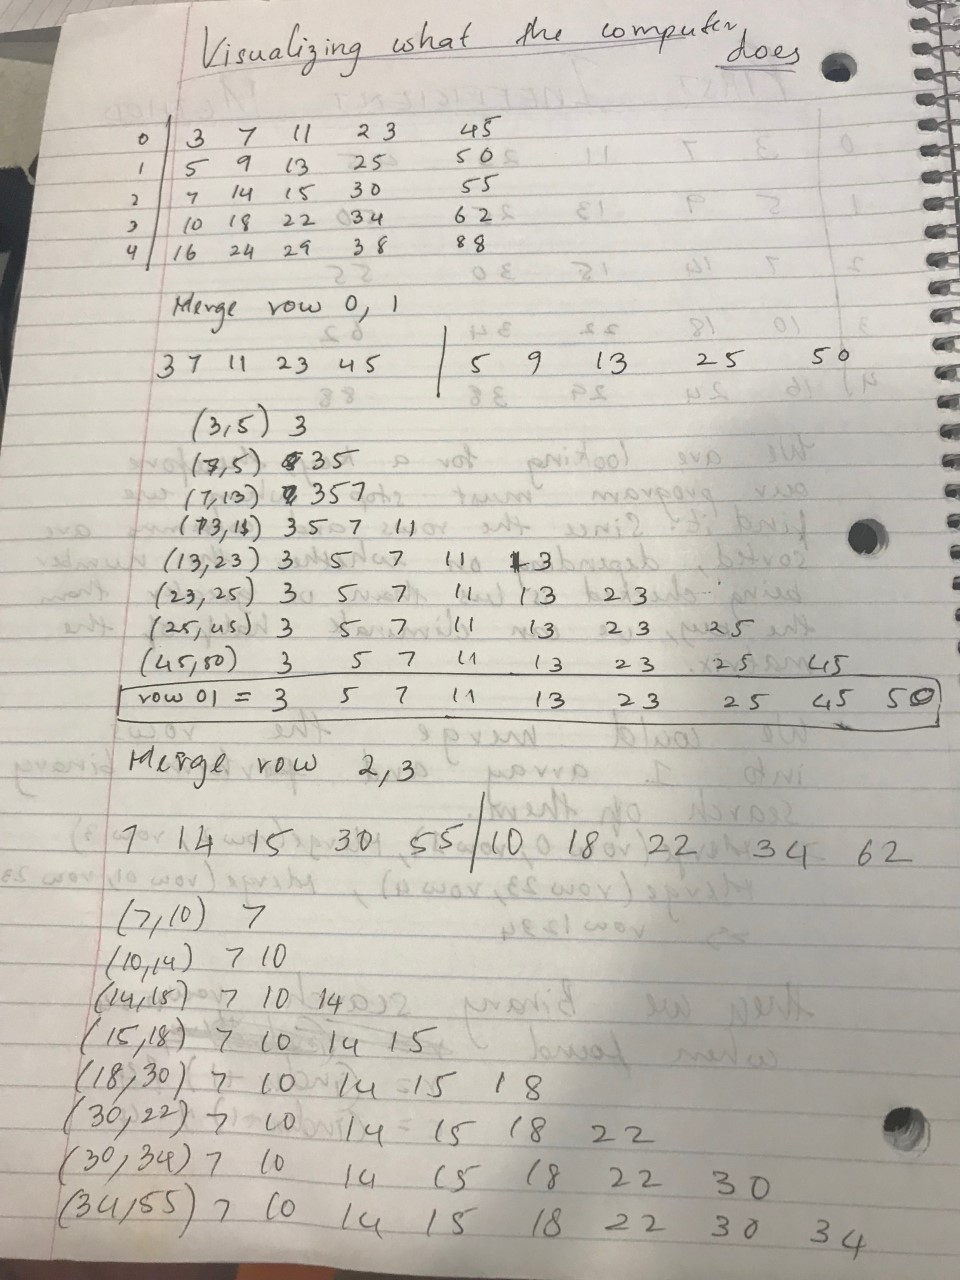 Visualizing what the computer does
0 3 7 11 23 45
1 5 9 13 25 50
2 7 14 15 30 55
3 10 18 22 34 62
4 16 24 29 38 88
Merge row 0, 1
3 7 11 23 45 | 5 9 13 25 50
(3,5) 3
(7,5) 35
(7,13) 357
(13,11) 3 5 7 11
(13,23) 3 5 7 11 13
(23,25) 3 5 7 11 13 23
(25,45) 3 5 7 11 13 23 25
(45,50) 3 5 7 11 13 23 25 45
row 01 = 3 5 7 11 13 23 25 45 50
Merge row 2,3
7 14 15 30 55 | 10 18 22 34 62
(7,10) 7
(10,14) 7 10
(14,15) 7 10 14
(15,18) 7 10 14 15
(18,30) 7 10 14 15 18
(30,22) 7 10 14 15 18 22
(30,34) 7 10 14 15 18 22 30
(34,55) 7 10 14 15 18 22 30 34